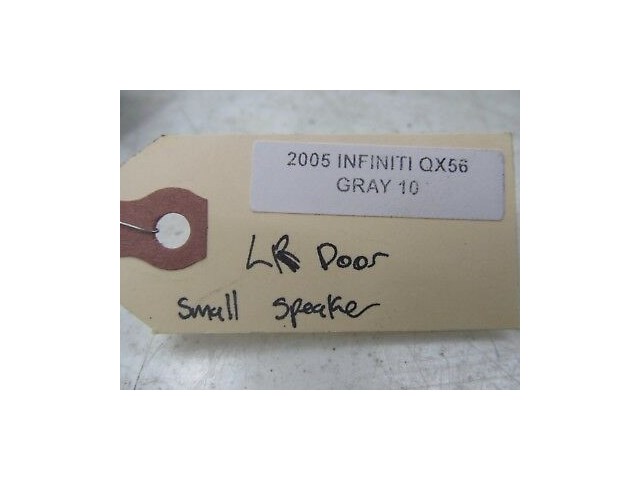 2005 INFINITI QX56
GRAY 10
LR Door
Small Speaker